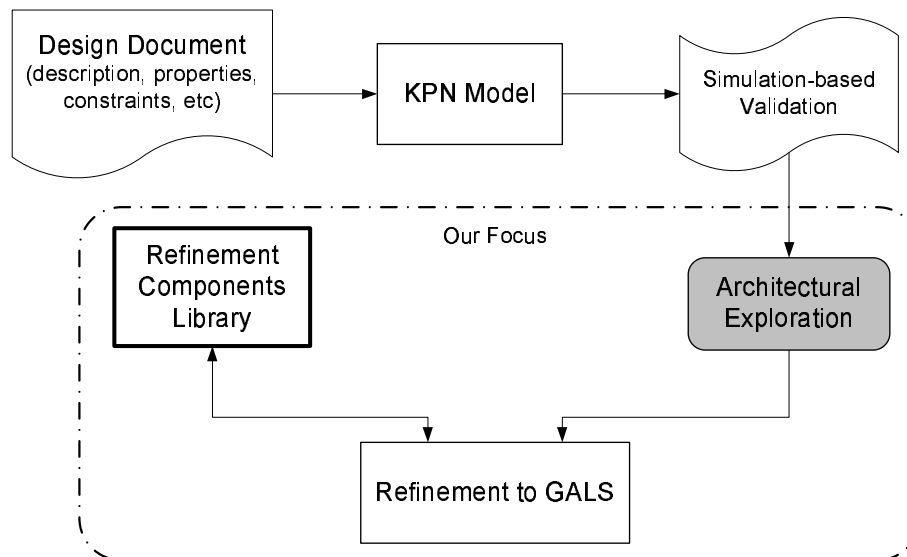 Design Document
(description, properties,
constraints, etc)
KPN Model
Simulation-based
Validation
Our Focus
Refinement
Components
Library
Architectural
Exploration
Refinement to GALS